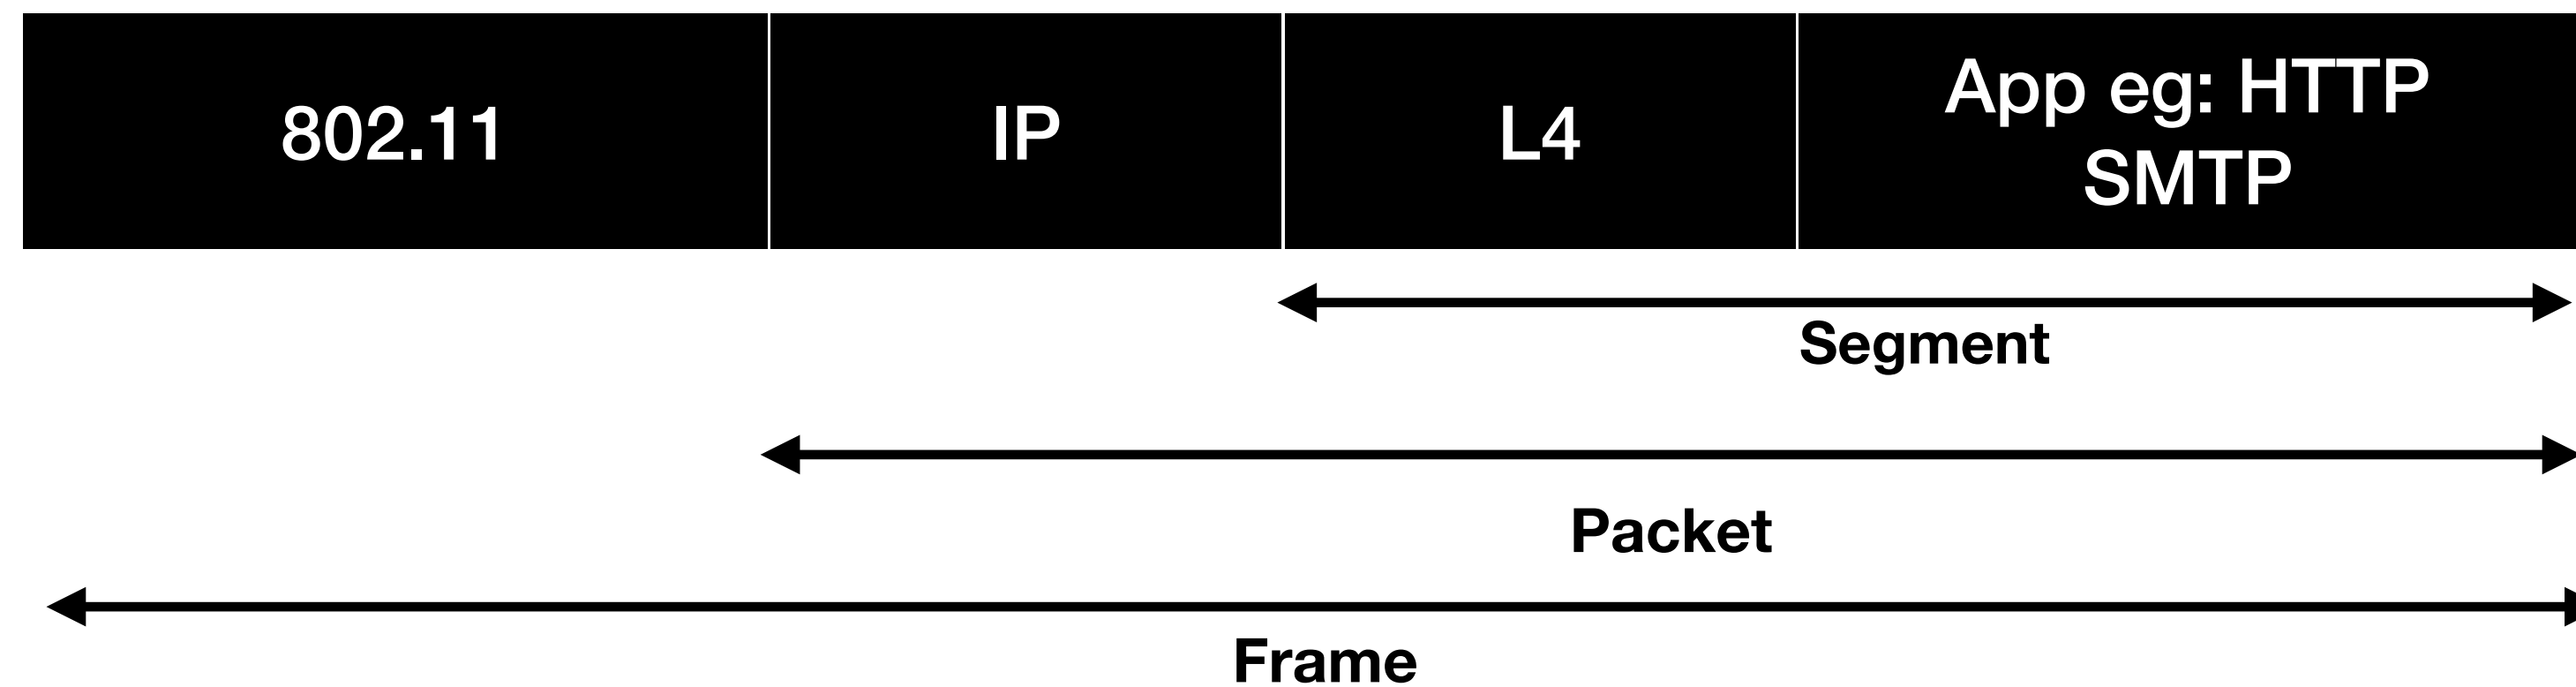 802.11
IP
L4
App eg: HTTP
SMTP
Segment
Packet
Frame